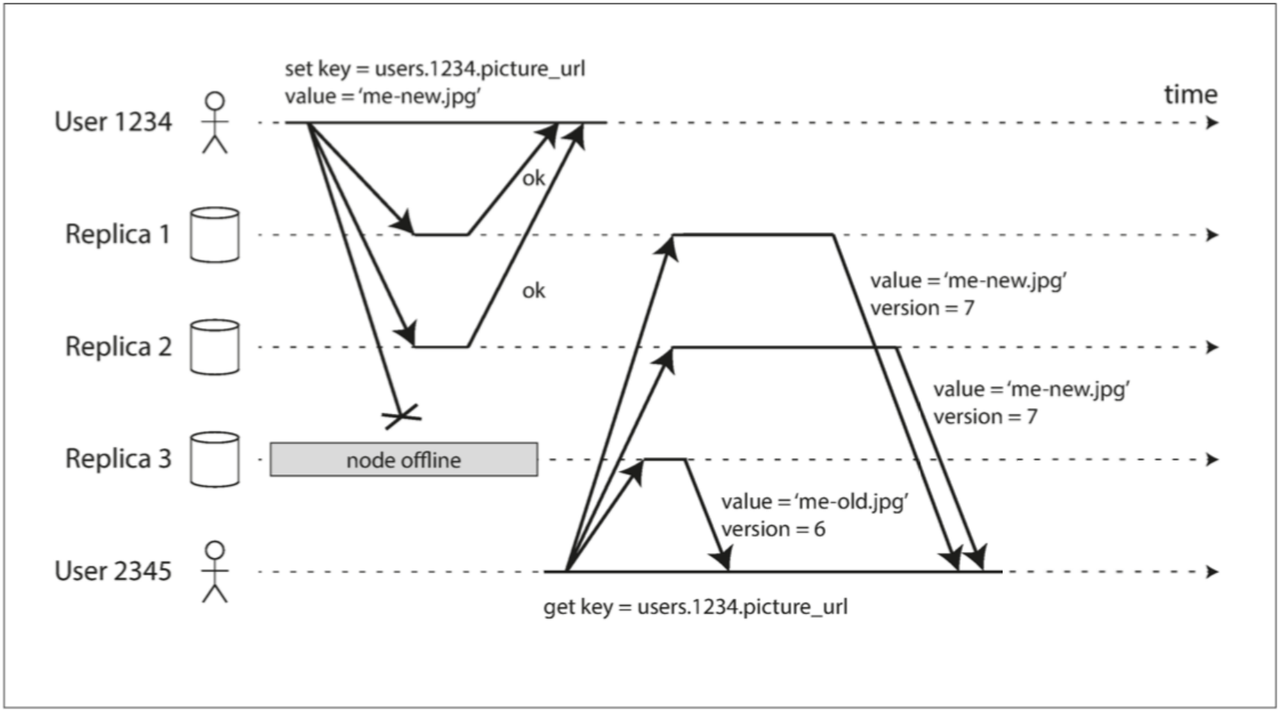 set key = users.1234.picture_url
value = ‘me-new.jpg’
time
User 1234
ok
Replica 1
value = ‘me-new.jpg’
version = 7
ok
Replica 2
value = ‘me-new.jpg’
version = 7
Replica 3
node offline
value = ‘me-old.jpg’
version = 6
User 2345
get key = users.1234.picture_url